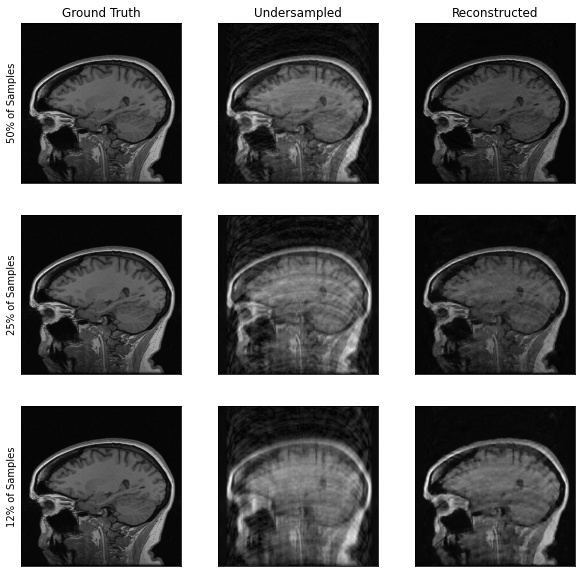 Ground Truth
Undersampled
Reconstructed
50% of Samples
25% of Samples
12% of Samples